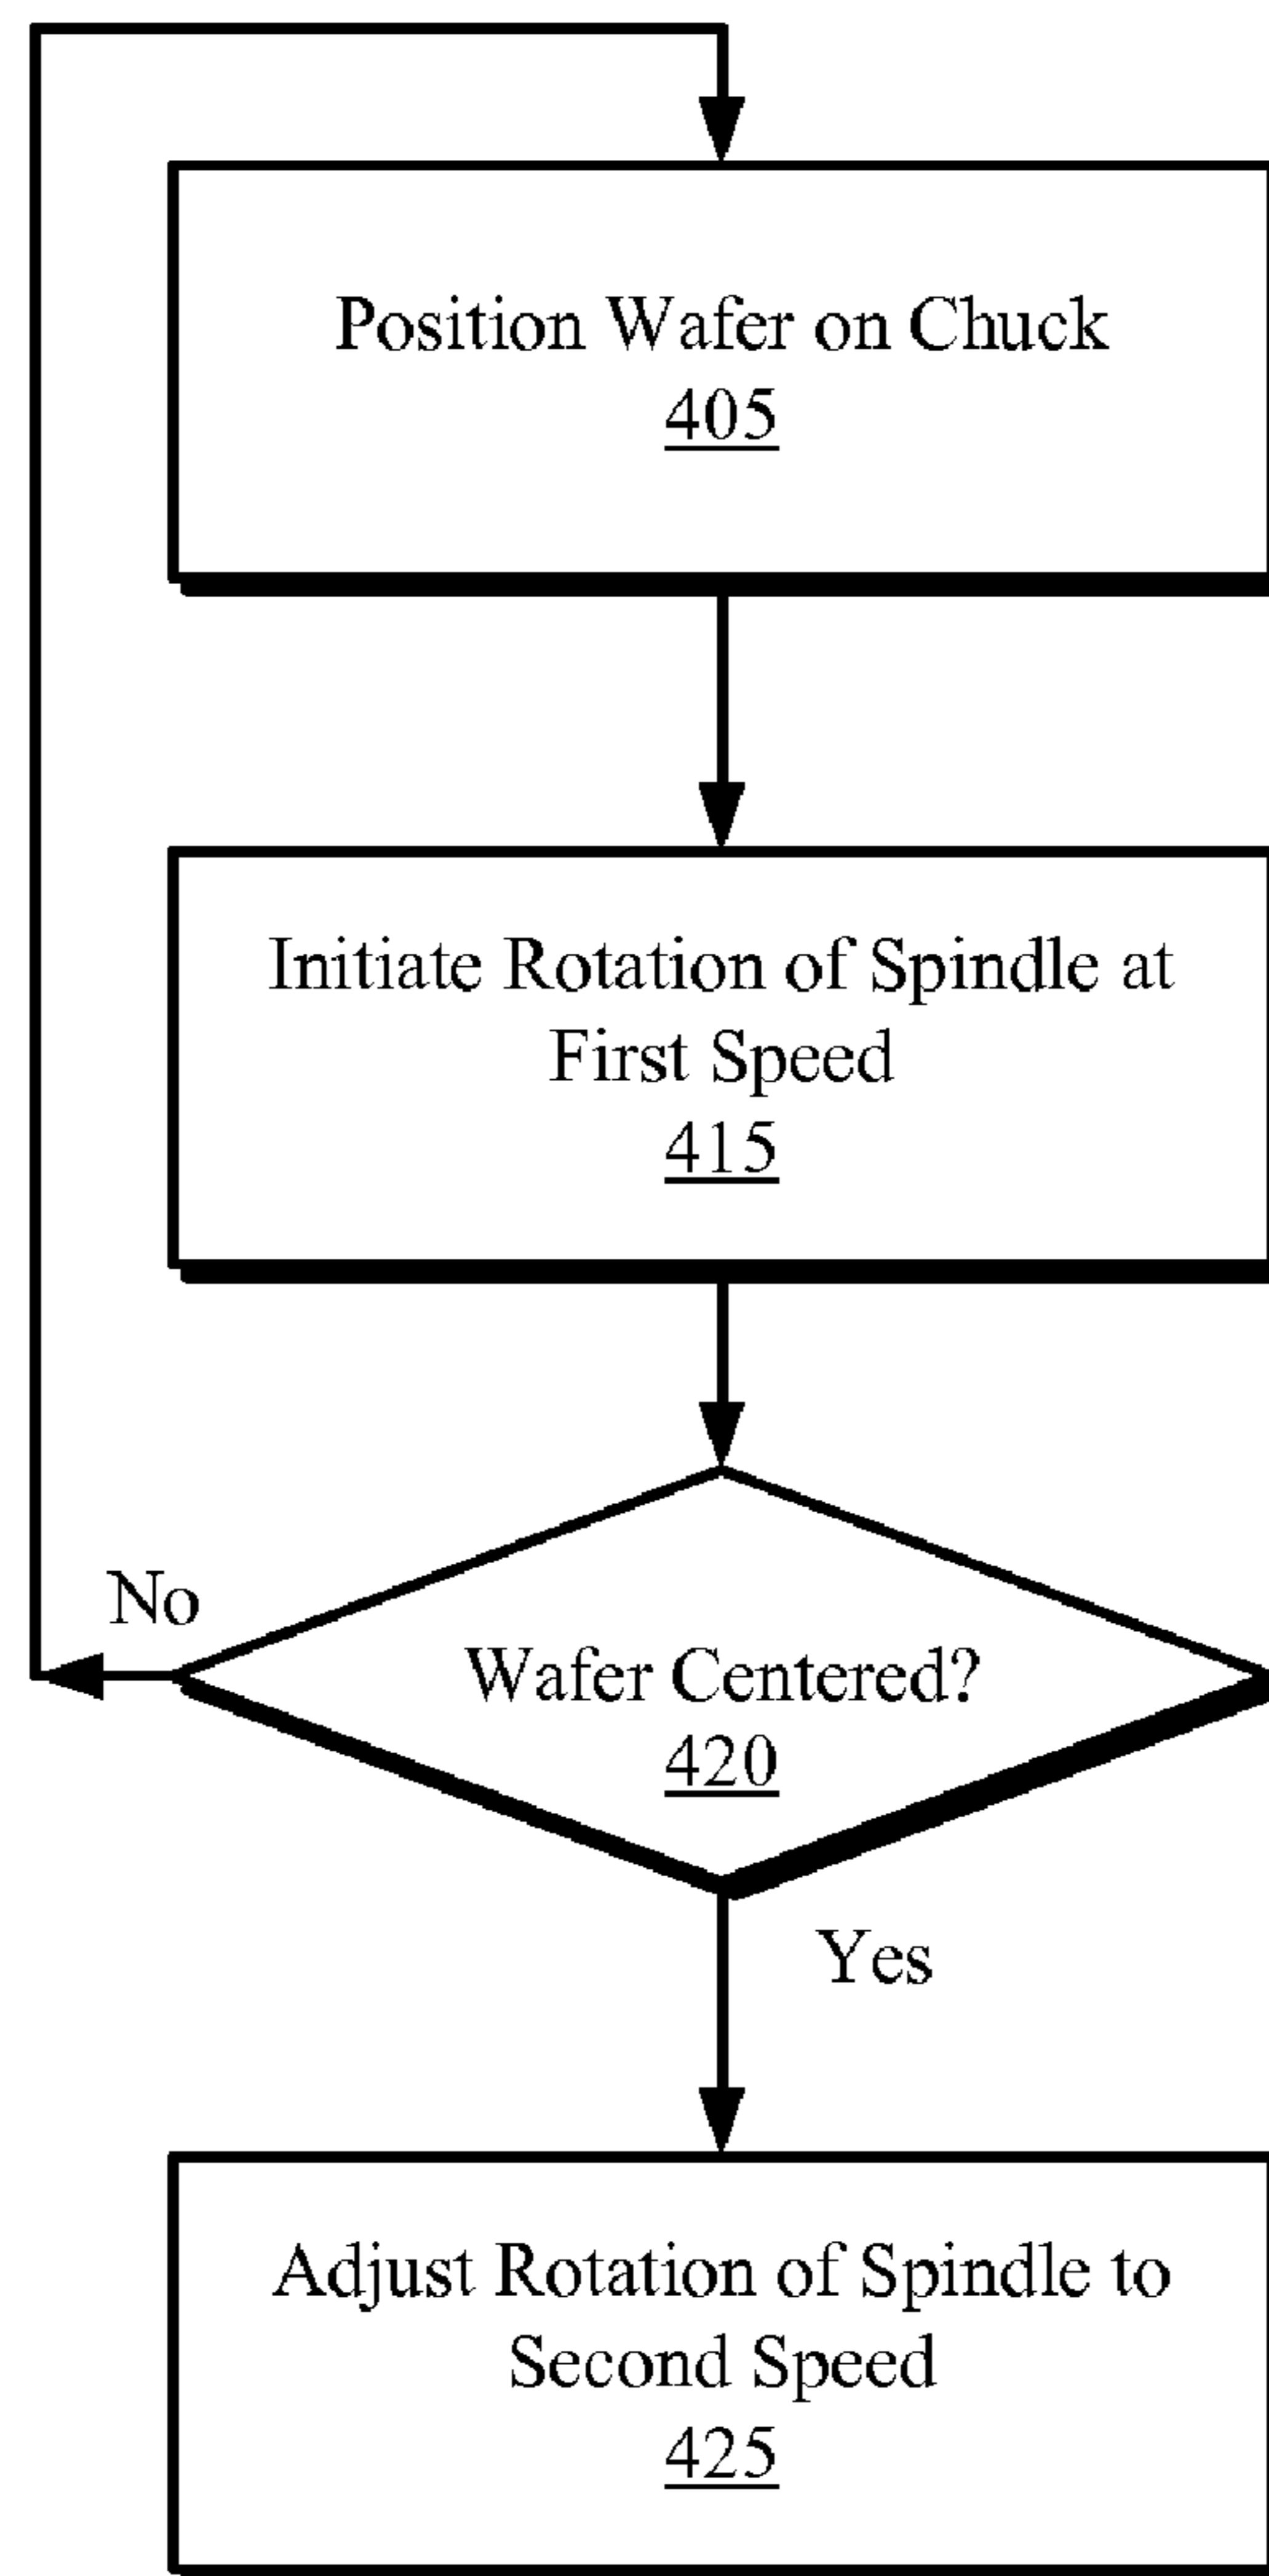 Position Wafer on Chuck
405
Initiate Rotation of Spindle at
First Speed
415
No
Wafer Centered?
420
Yes
Adjust Rotation of Spindle to
Second Speed
425